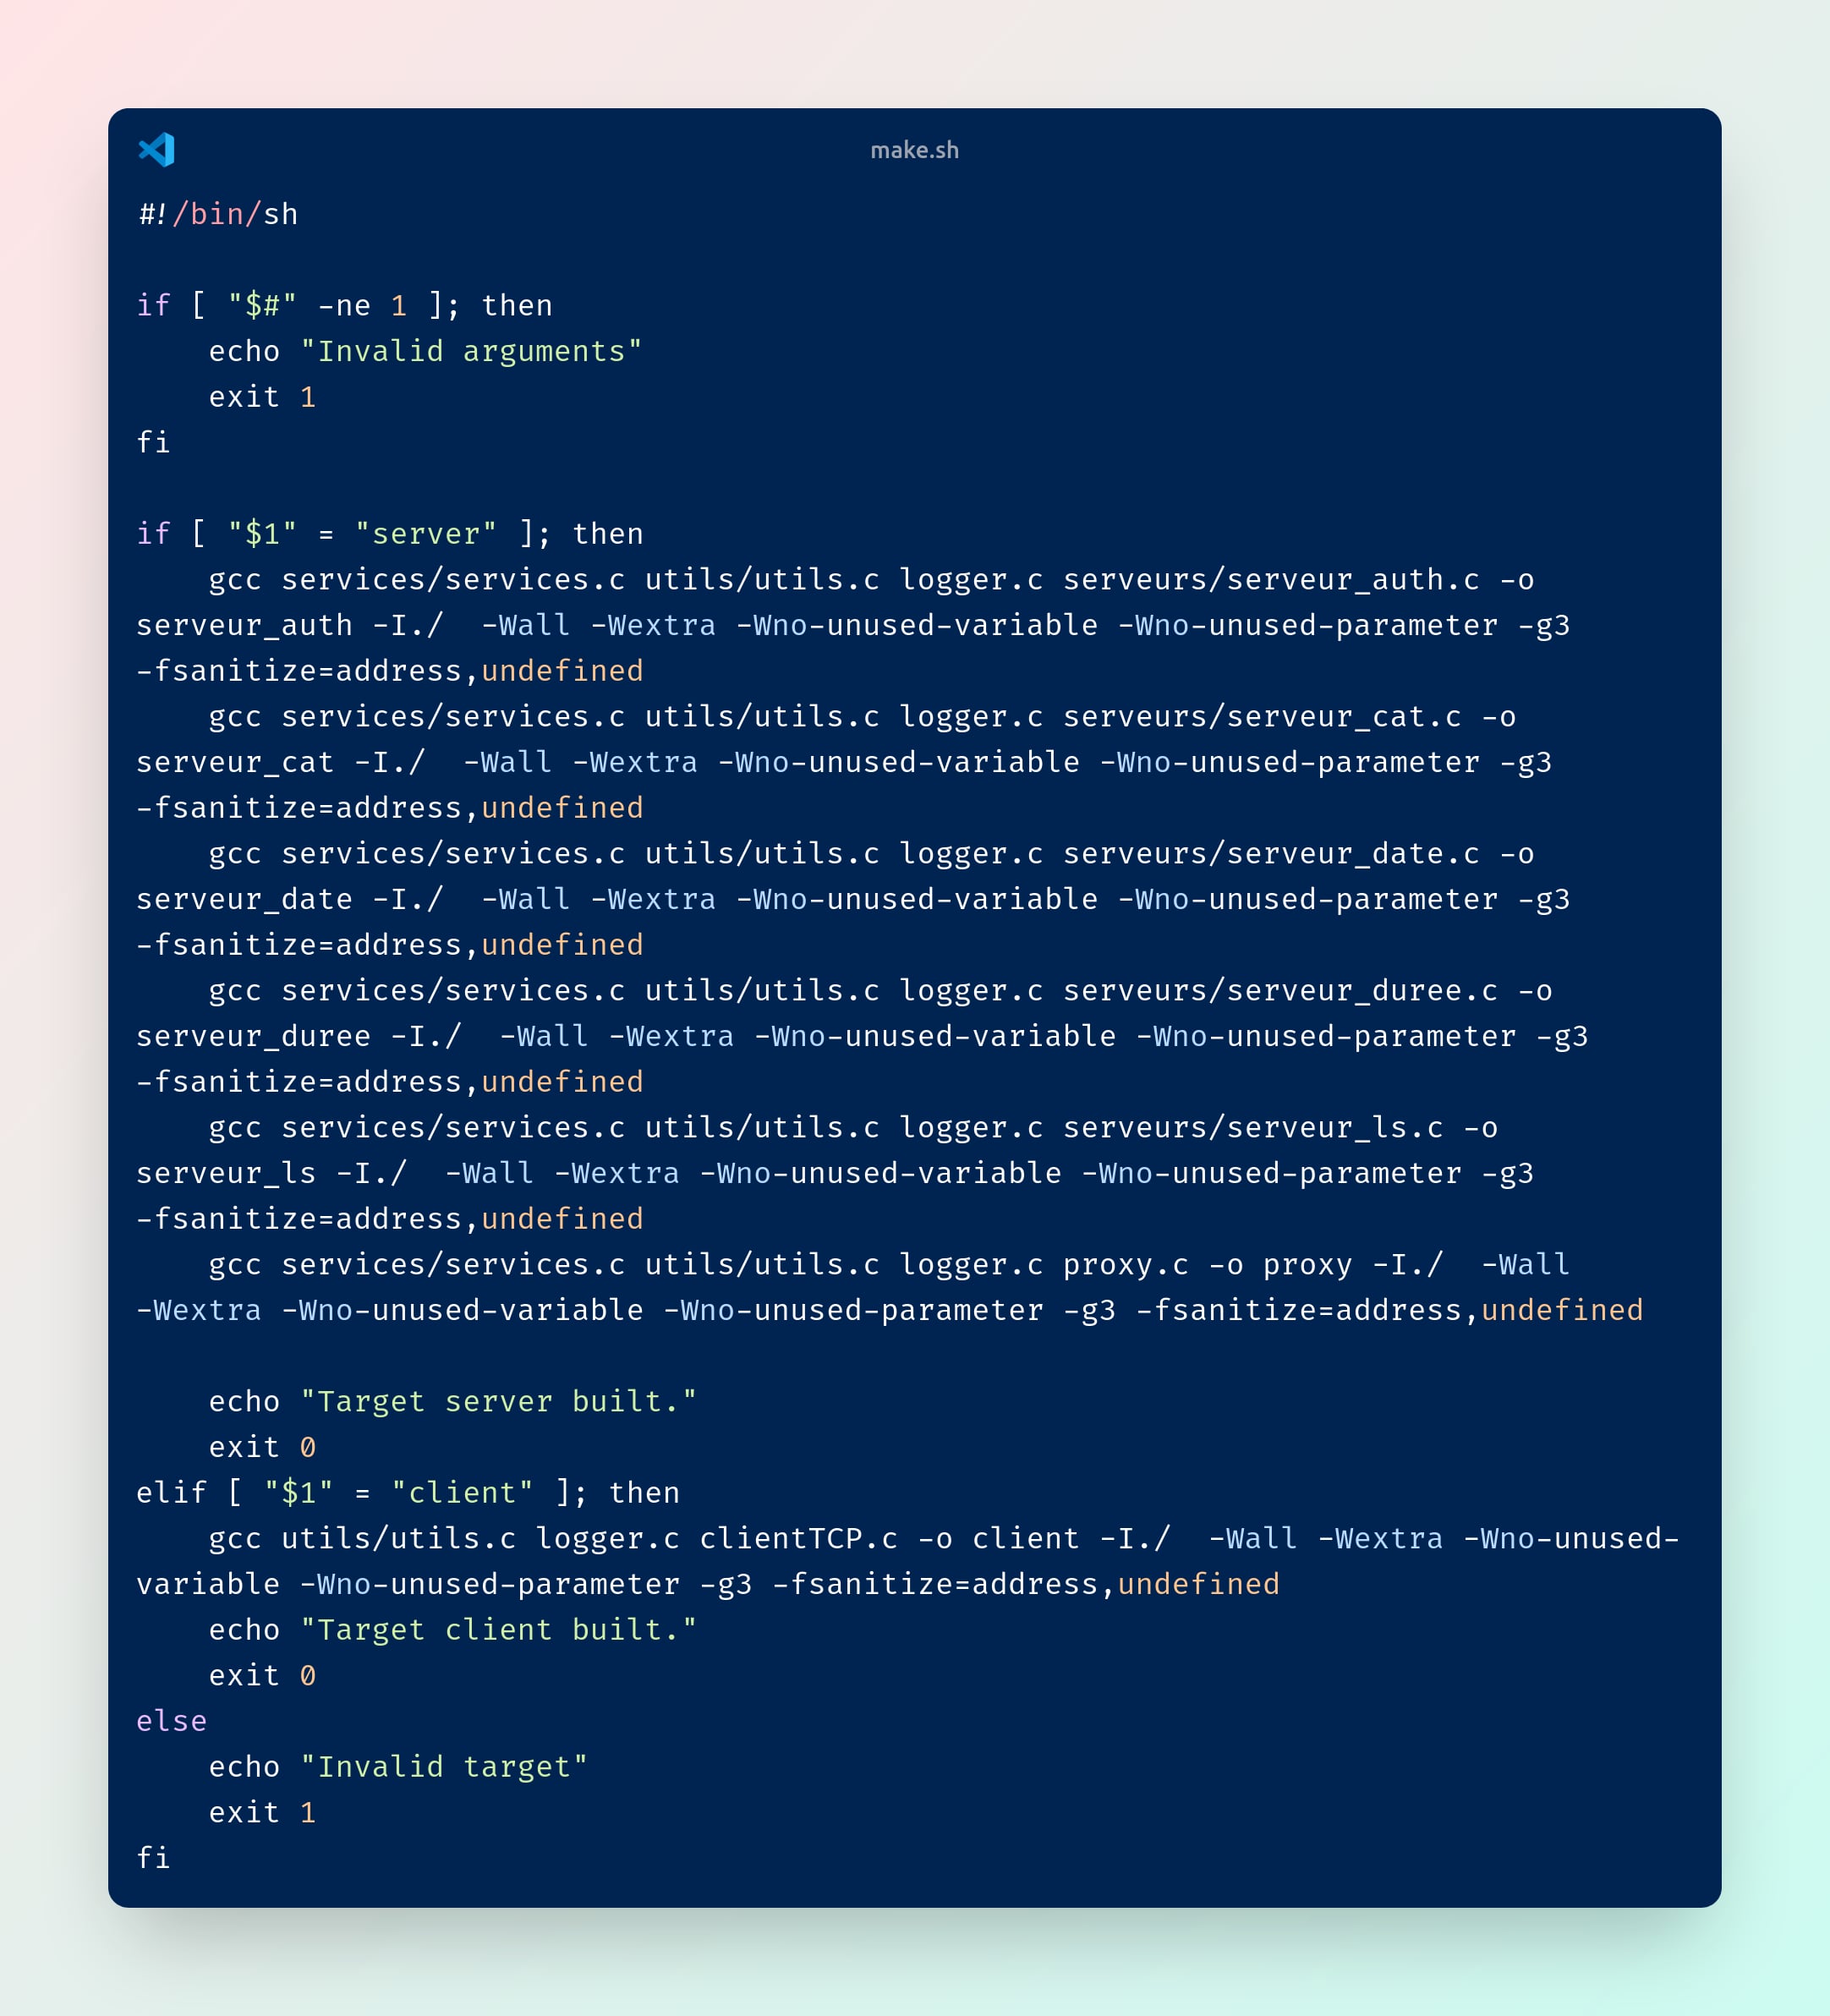 make.sh
#!/bin/sh

if [ "$#" -ne 1 ]; then
    echo "Invalid arguments"
    exit 1
fi

if [ "$1" = "server" ]; then
    gcc services/services.c utils/utils.c logger.c serveurs/serveur_auth.c -o
serveur_auth -I./  -Wall -Wextra -Wno-unused-variable -Wno-unused-parameter -g3
-fsanitize=address,undefined
    gcc services/services.c utils/utils.c logger.c serveurs/serveur_cat.c -o
serveur_cat -I./  -Wall -Wextra -Wno-unused-variable -Wno-unused-parameter -g3
-fsanitize=address,undefined
    gcc services/services.c utils/utils.c logger.c serveurs/serveur_date.c -o
serveur_date -I./  -Wall -Wextra -Wno-unused-variable -Wno-unused-parameter -g3
-fsanitize=address,undefined
    gcc services/services.c utils/utils.c logger.c serveurs/serveur_duree.c -o
serveur_duree -I./  -Wall -Wextra -Wno-unused-variable -Wno-unused-parameter -g3
-fsanitize=address,undefined
    gcc services/services.c utils/utils.c logger.c serveurs/serveur_ls.c -o
serveur_ls -I./  -Wall -Wextra -Wno-unused-variable -Wno-unused-parameter -g3
-fsanitize=address,undefined
    gcc services/services.c utils/utils.c logger.c proxy.c -o proxy -I./  -Wall
-Wextra -Wno-unused-variable -Wno-unused-parameter -g3 -fsanitize=address,undefined

    echo "Target server built."
    exit 0
elif [ "$1" = "client" ]; then
    gcc utils/utils.c logger.c clientTCP.c -o client -I./  -Wall -Wextra -Wno-unused-
variable -Wno-unused-parameter -g3 -fsanitize=address,undefined
    echo "Target client built."
    exit 0
else
    echo "Invalid target"
    exit 1
fi